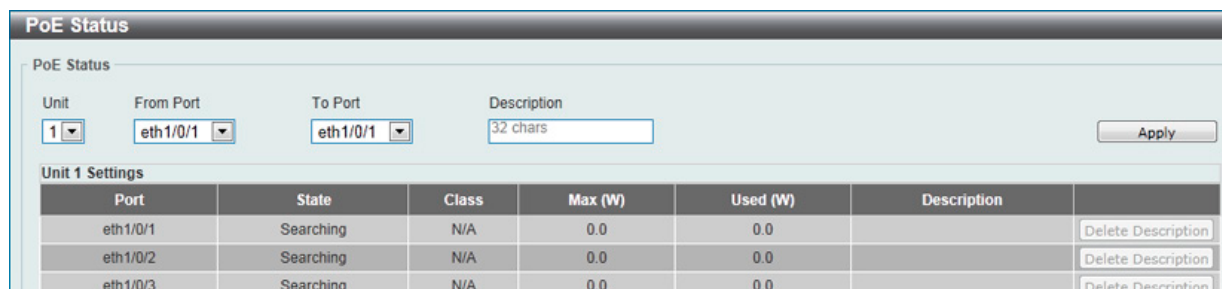 PoE Status
PoE Status
Unit From Port To Port Description
1 eth1/0/1 eth1/0/1 32 chars Apply
Unit 1 Settings
Port State Class Max (W) Used (W) Description
eth1/0/1 Searching N/A 0.0 0.0 Delete Description
eth1/0/2 Searching N/A 0.0 0.0 Delete Description
eth1/0/3 Searching N/A 0.0 0.0 Delete Description